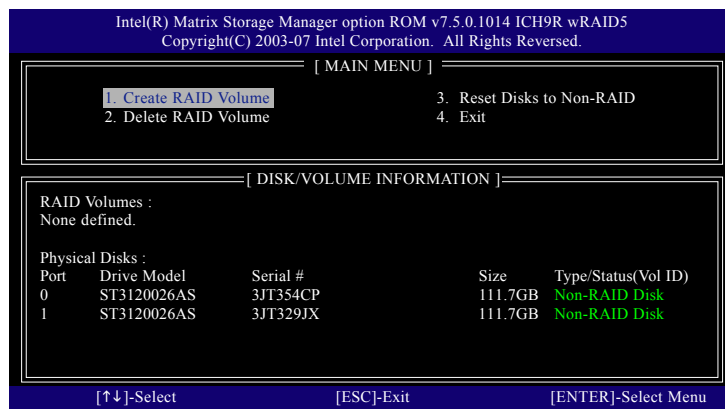 Intel(R) Matrix Storage Manager option ROM v7.5.0.1014 ICH9R wRAID5
Copyright(C) 2003-07 Intel Corporation. All Rights Reversed.
[ MAIN MENU ]
1. Create RAID Volume 3. Reset Disks to Non-RAID
2. Delete RAID Volume 4. Exit
[ DISK/VOLUME INFORMATION ]
RAID Volumes :
None defined.
Physical Disks :
Port Drive Model Serial # Size Type/Status(Vol ID)
0 ST3120026AS 3JT354CP 111.7GB Non-RAID Disk
1 ST3120026AS 3JT329JX 111.7GB Non-RAID Disk
[↑↓]-Select [ESC]-Exit [ENTER]-Select Menu